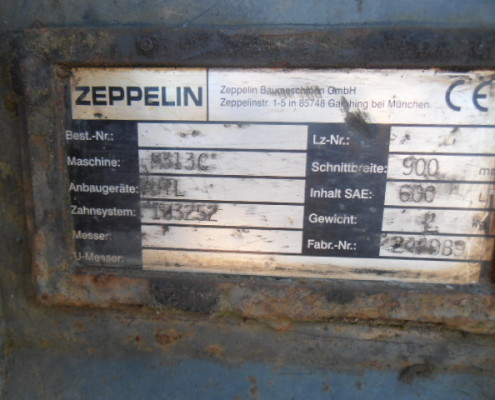 ZEPPELIN
Zeppelin Baumaschinen GmbH
Zeppelinstr. 1-5 in 85748 Garching bei München.
CE
Best.-Nr.:
Lz-Nr.:
Maschine: M313C
Schnittbreite: 900 mm
Anbaugeräte:
Inhalt SAE: 600 L
Zahnsystem:
Gewicht:
Messer:
Fabr.-Nr.:
U-Messer: